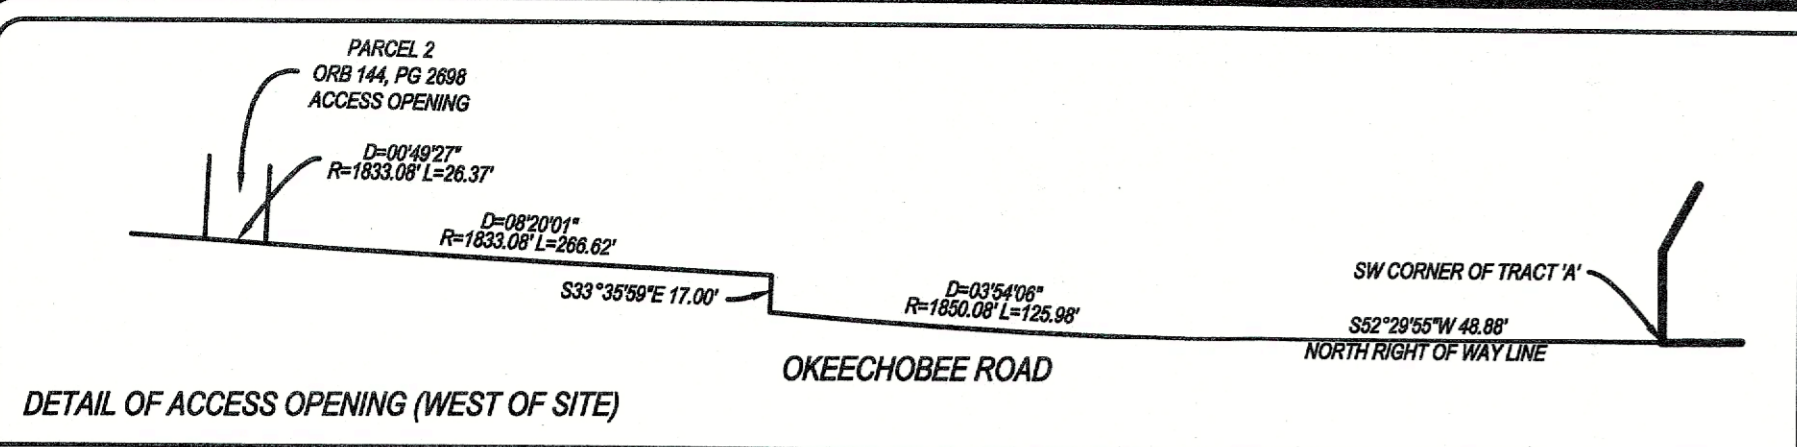 PARCEL 2
ORB 144, PG 2698
ACCESS OPENING
D=00°49'27"
R=1833.08' L=26.37'
D=08°20'01"
R=1833.08' L=266.62'
S33°35'59"E 17.00'
D=03°54'06"
R=1850.08' L=125.98'
SW CORNER OF TRACT 'A'
S52°29'55"W 48.88'
NORTH RIGHT OF WAY LINE
OKEECHOBEE ROAD
DETAIL OF ACCESS OPENING (WEST OF SITE)